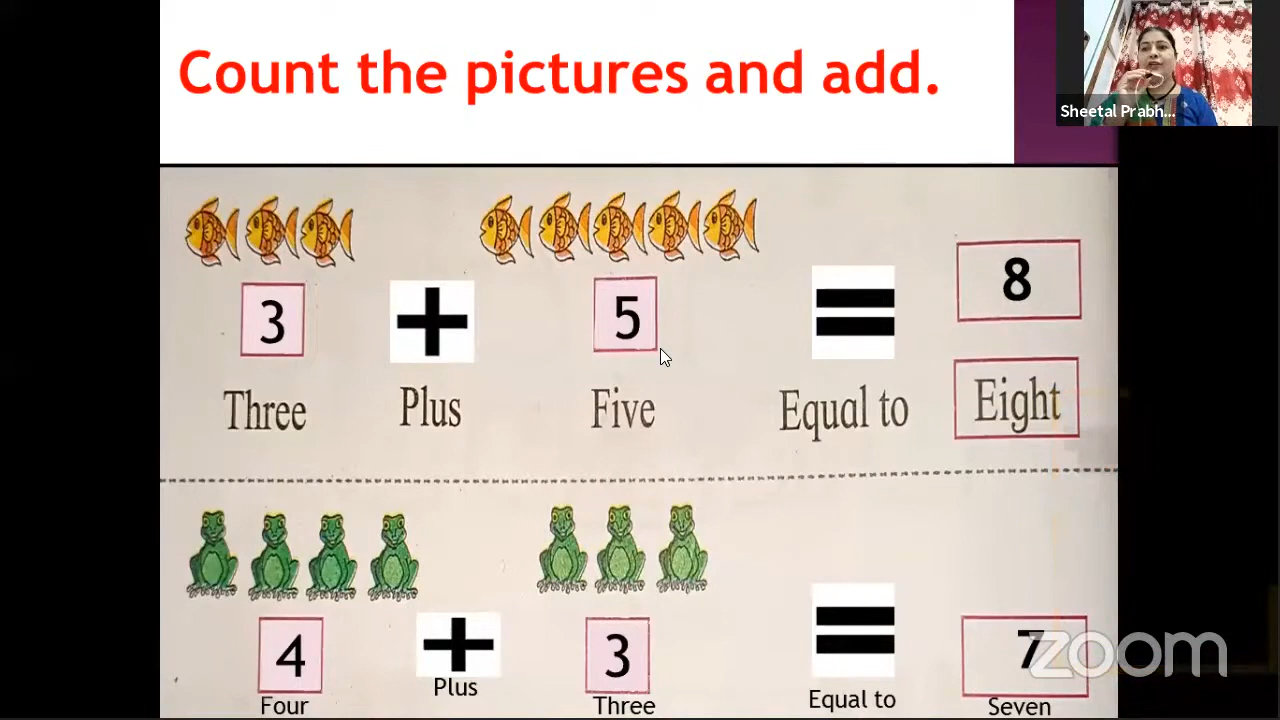 Count the pictures and add.
Sheetal Prabh...
3 + 5 = 8
Three Plus Five Equal to Eight
4 + 3 = 7
Four Plus Three Equal to Seven
zoom